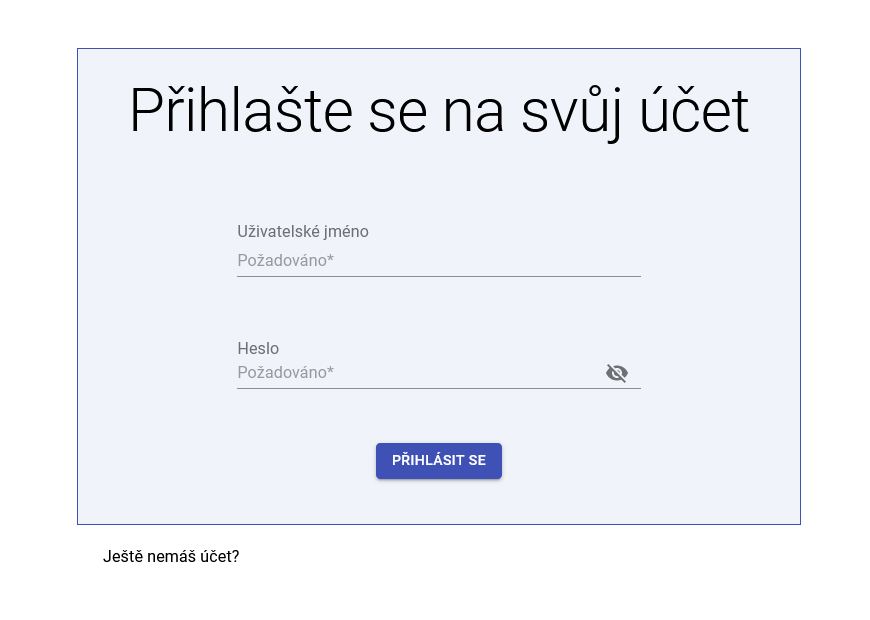 Přihlašte se na svůj účet
Uživatelské jméno
Požadováno*
Heslo
Požadováno*
PŘIHLÁSIT SE
Ještě nemáš účet?